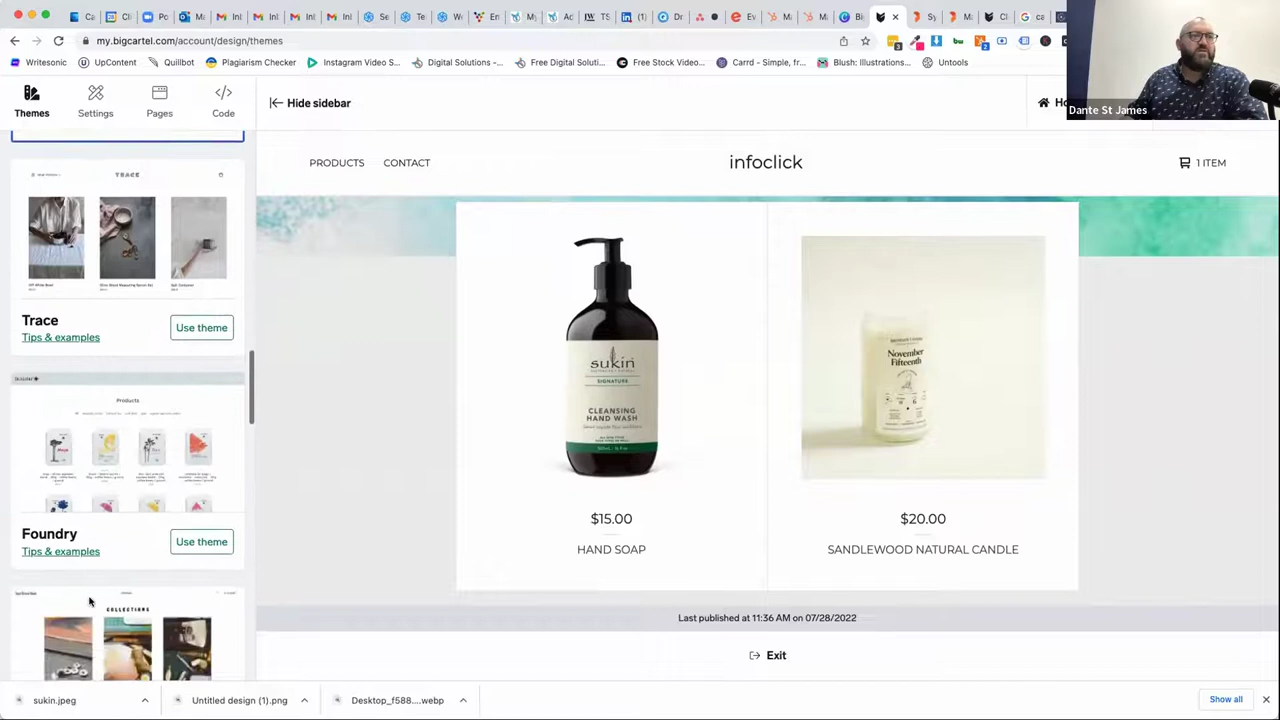 my.bigcartel.com/account/design/themes
Writesonic
UpContent
Quillbot
Plagiarism Checker
Instagram Video S...
Digital Solutions -...
Free Digital Soluti...
Free Stock Video...
Carrd - Simple, fr...
Blush: Illustrations...
Untools
Dante St James
Themes
Settings
Pages
Code
Hide sidebar
PRODUCTS
CONTACT
infoclick
1 ITEM
TRACE
Trace
Tips & examples
Use theme
Products
Foundry
Tips & examples
Use theme
COLLECTIONS
sukin
SIGNATURE
CLEANSING
HAND WASH
November
Fifteenth
$15.00
HAND SOAP
$20.00
SANDLEWOOD NATURAL CANDLE
Last published at 11:36 AM on 07/28/2022
Exit
sukin.jpeg
Untitled design (1).png
Desktop_f588....webp
Show all